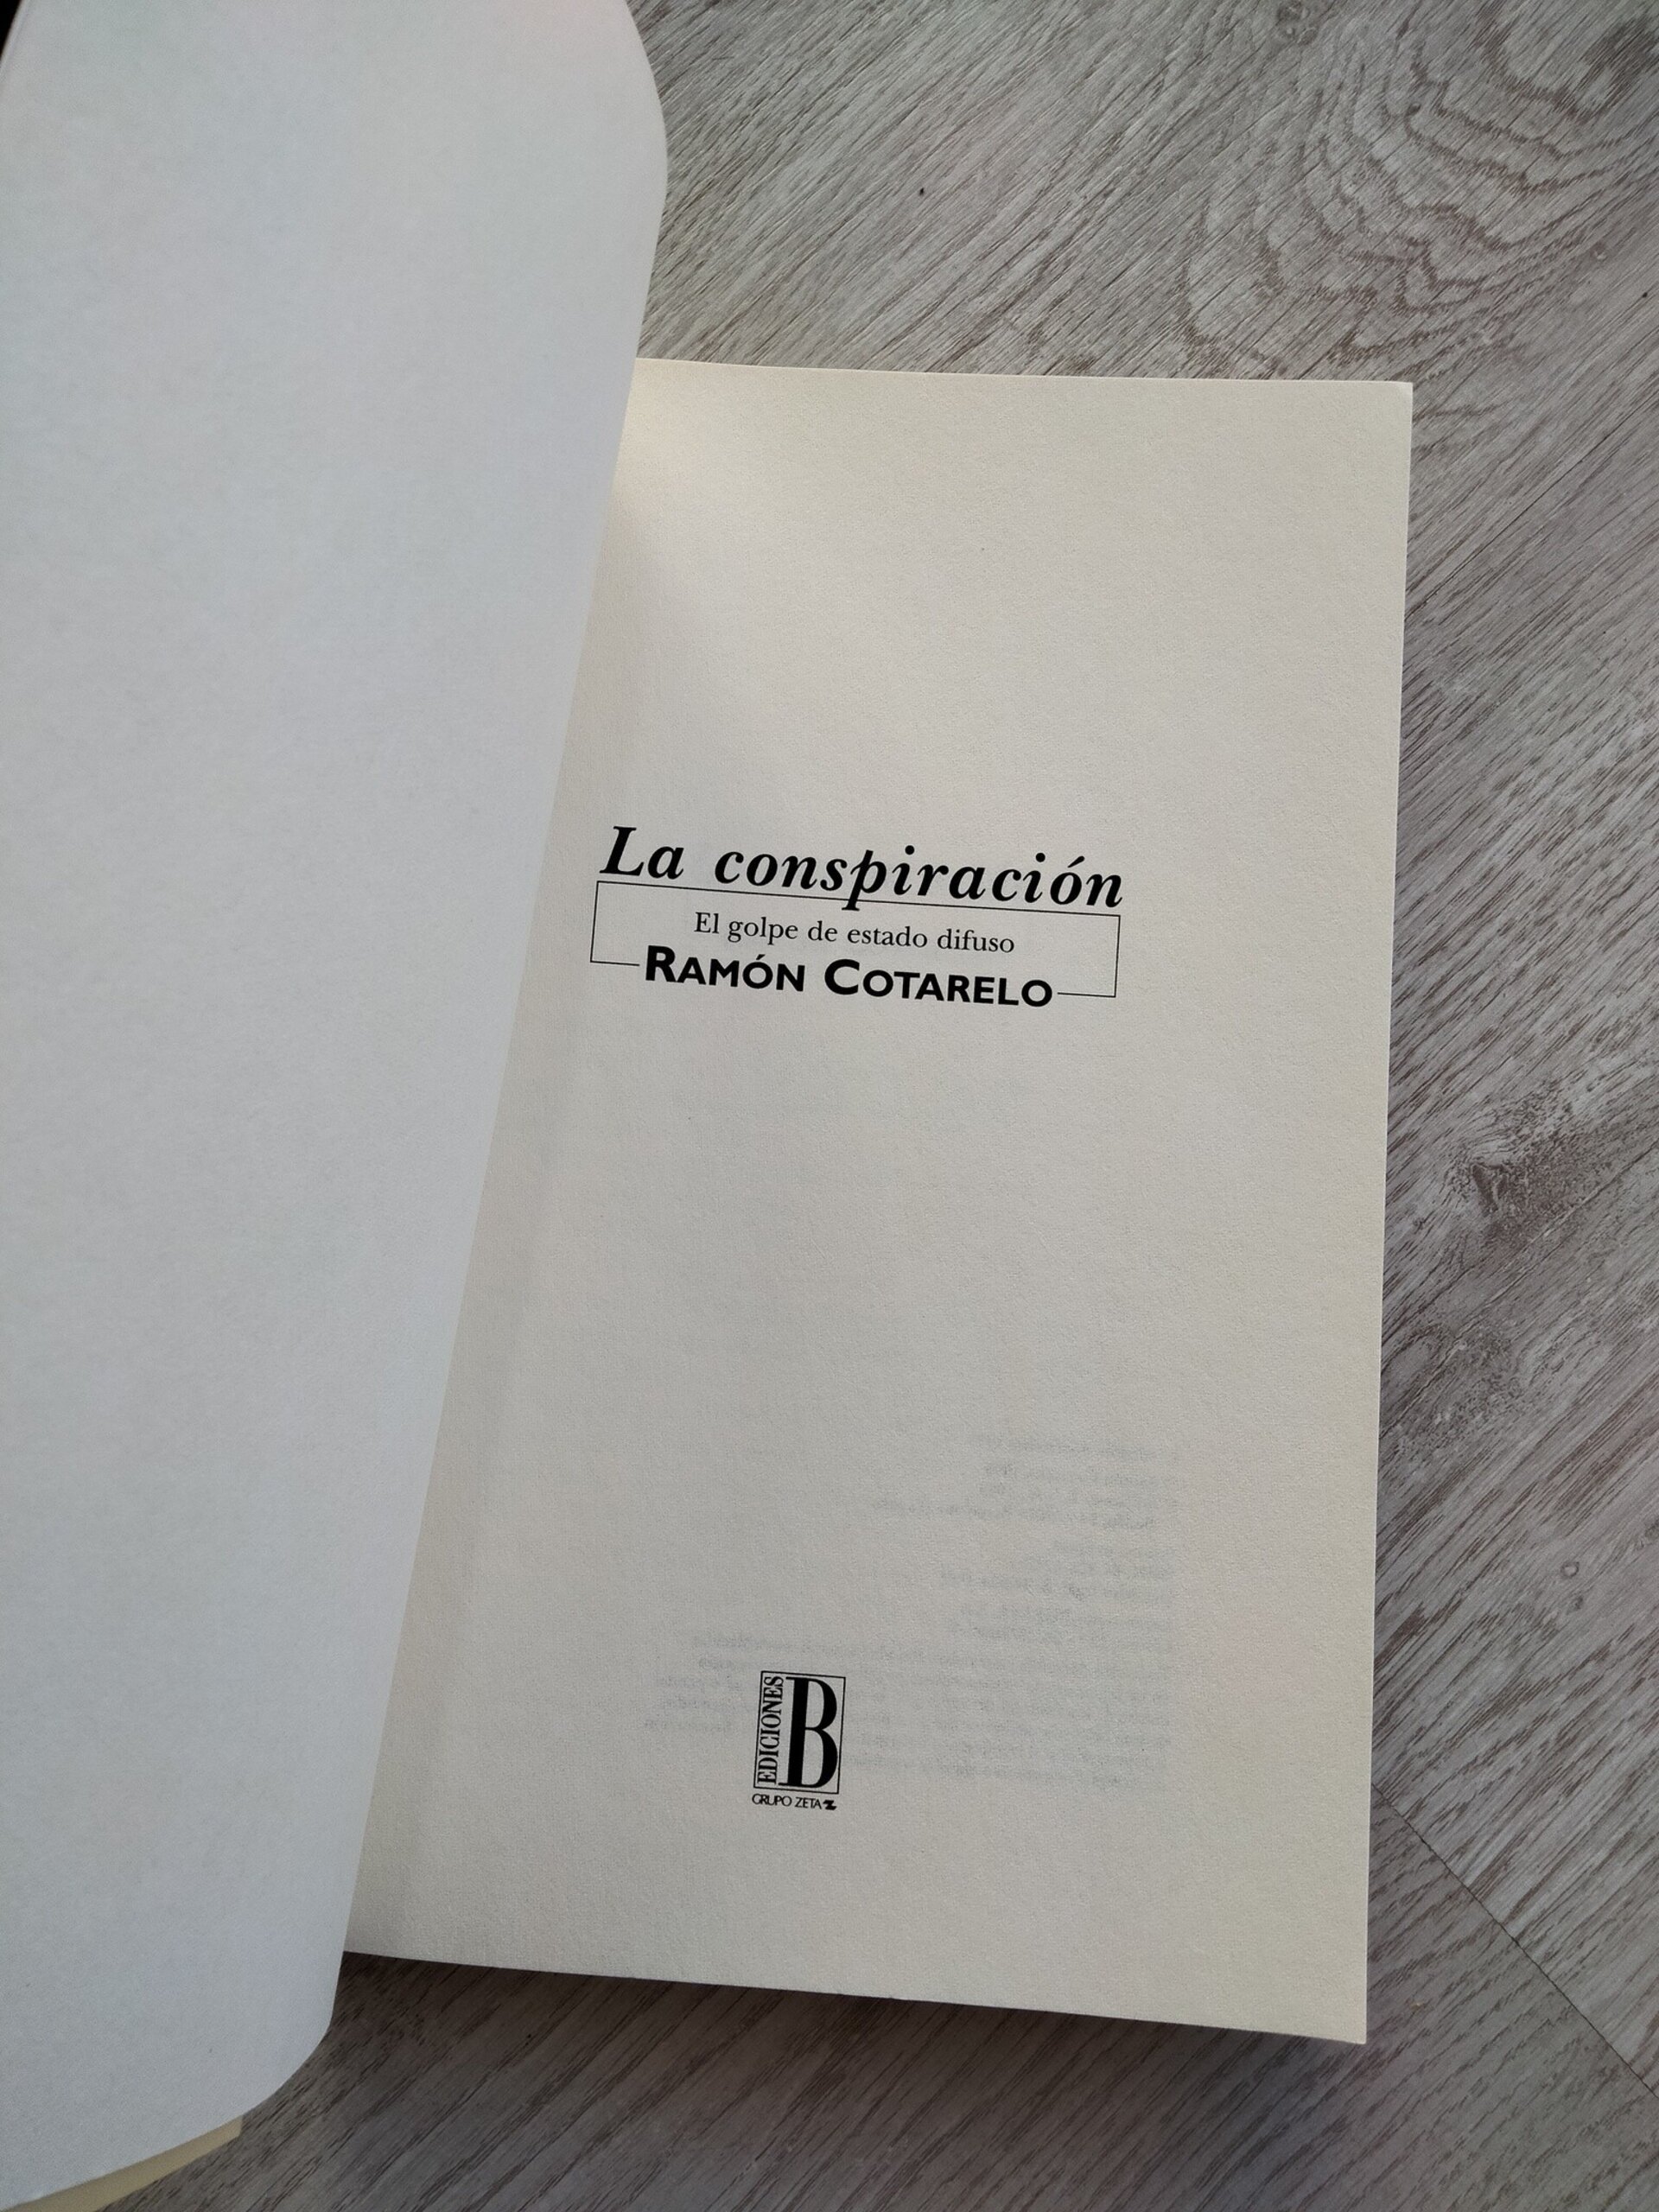 La conspiración
El golpe de estado difuso
RAMÓN COTARELO
EDICIONES
B
GRUPO ZETA